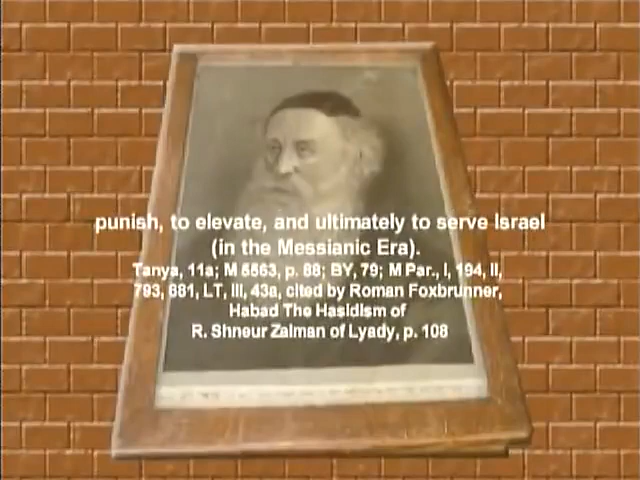 punish, to elevate, and ultimately to serve Israel
(in the Messianic Era).
Tanya, 11a; M 5563, p. 88; BY, 79; M Par., I, 194, II,
793, 681, LT, III, 43a, cited by Roman Foxbrunner,
Habad The Hasidism of
R. Shneur Zalman of Lyady, p. 108